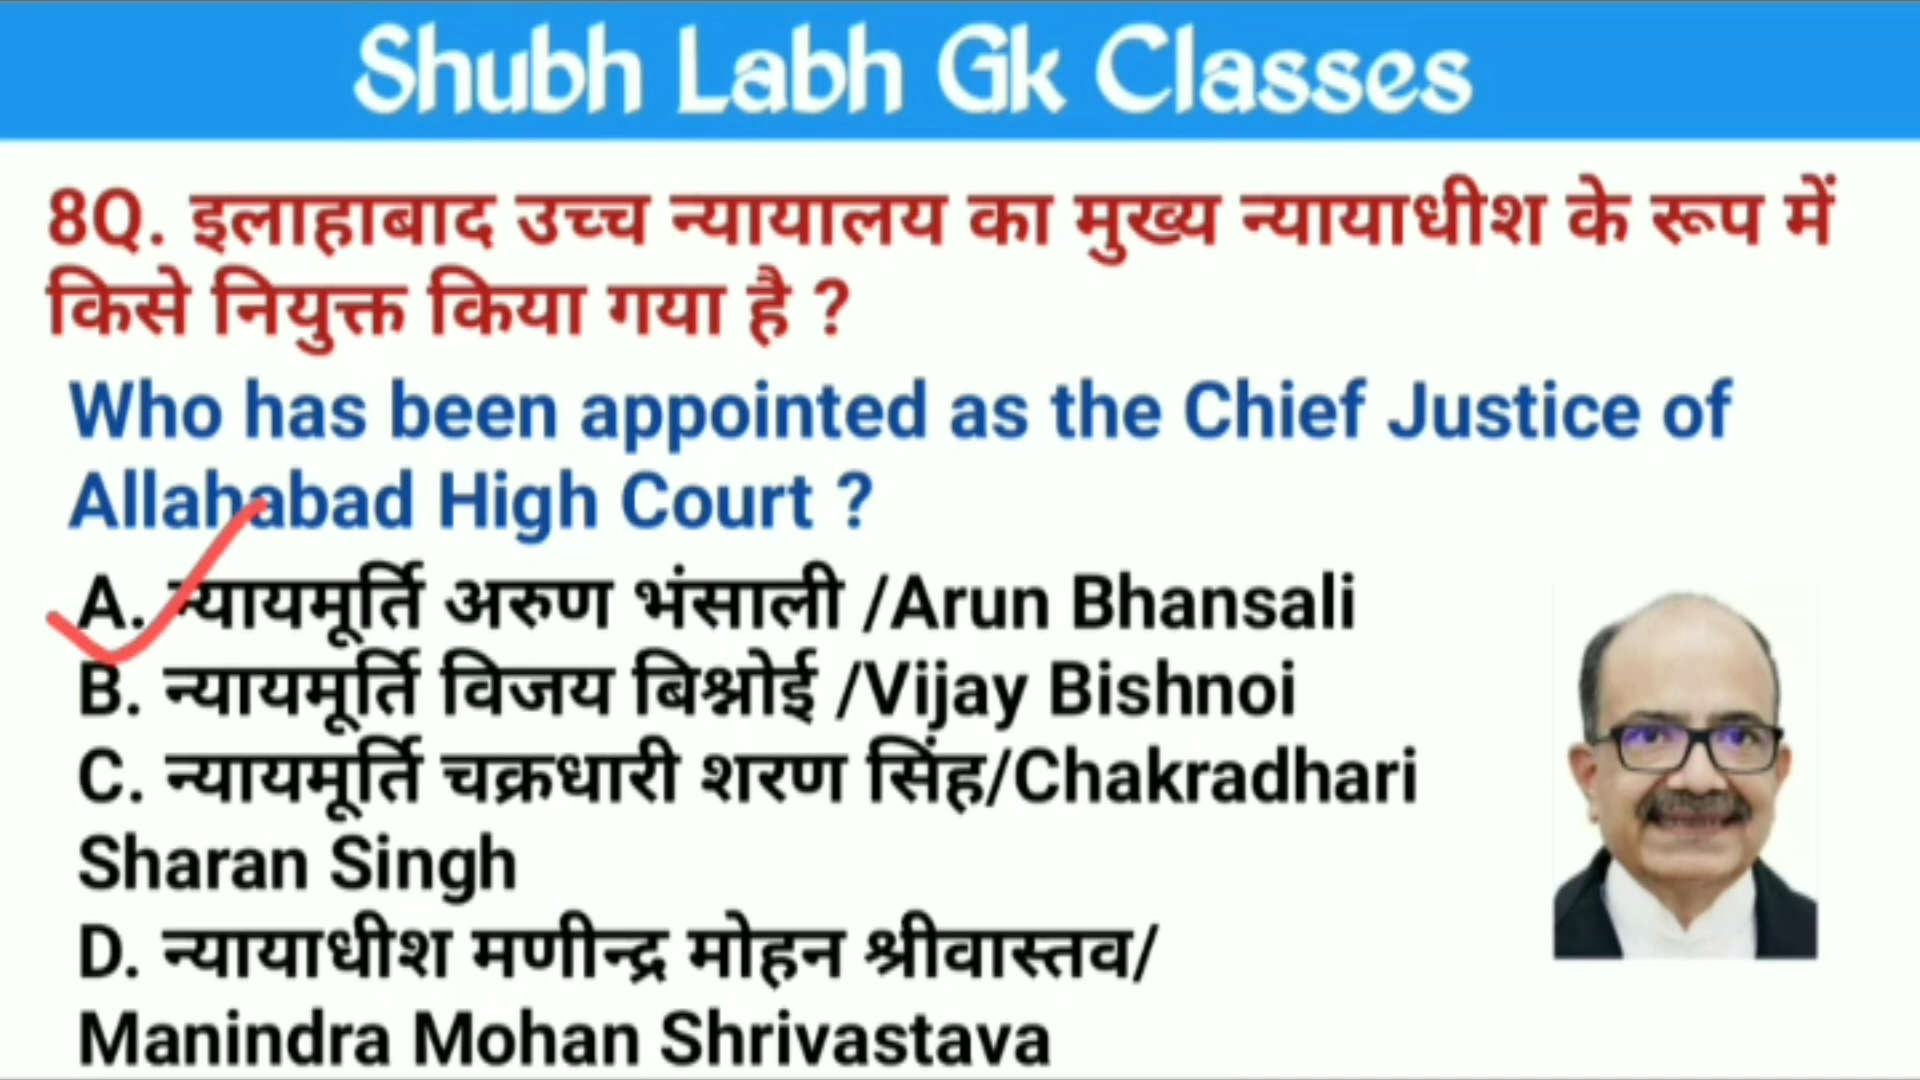 Shubh Labh Gk Classes
8Q. इलाहाबाद उच्च न्यायालय का मुख्य न्यायाधीश के रूप में
किसे नियुक्त किया गया है ?
Who has been appointed as the Chief Justice of
Allahabad High Court ?
A. न्यायमूर्ति अरुण भंसाली /Arun Bhansali
B. न्यायमूर्ति विजय बिश्नोई /Vijay Bishnoi
C. न्यायमूर्ति चक्रधारी शरण सिंह/Chakradhari
Sharan Singh
D. न्यायाधीश मणीन्द्र मोहन श्रीवास्तव/
Manindra Mohan Shrivastava